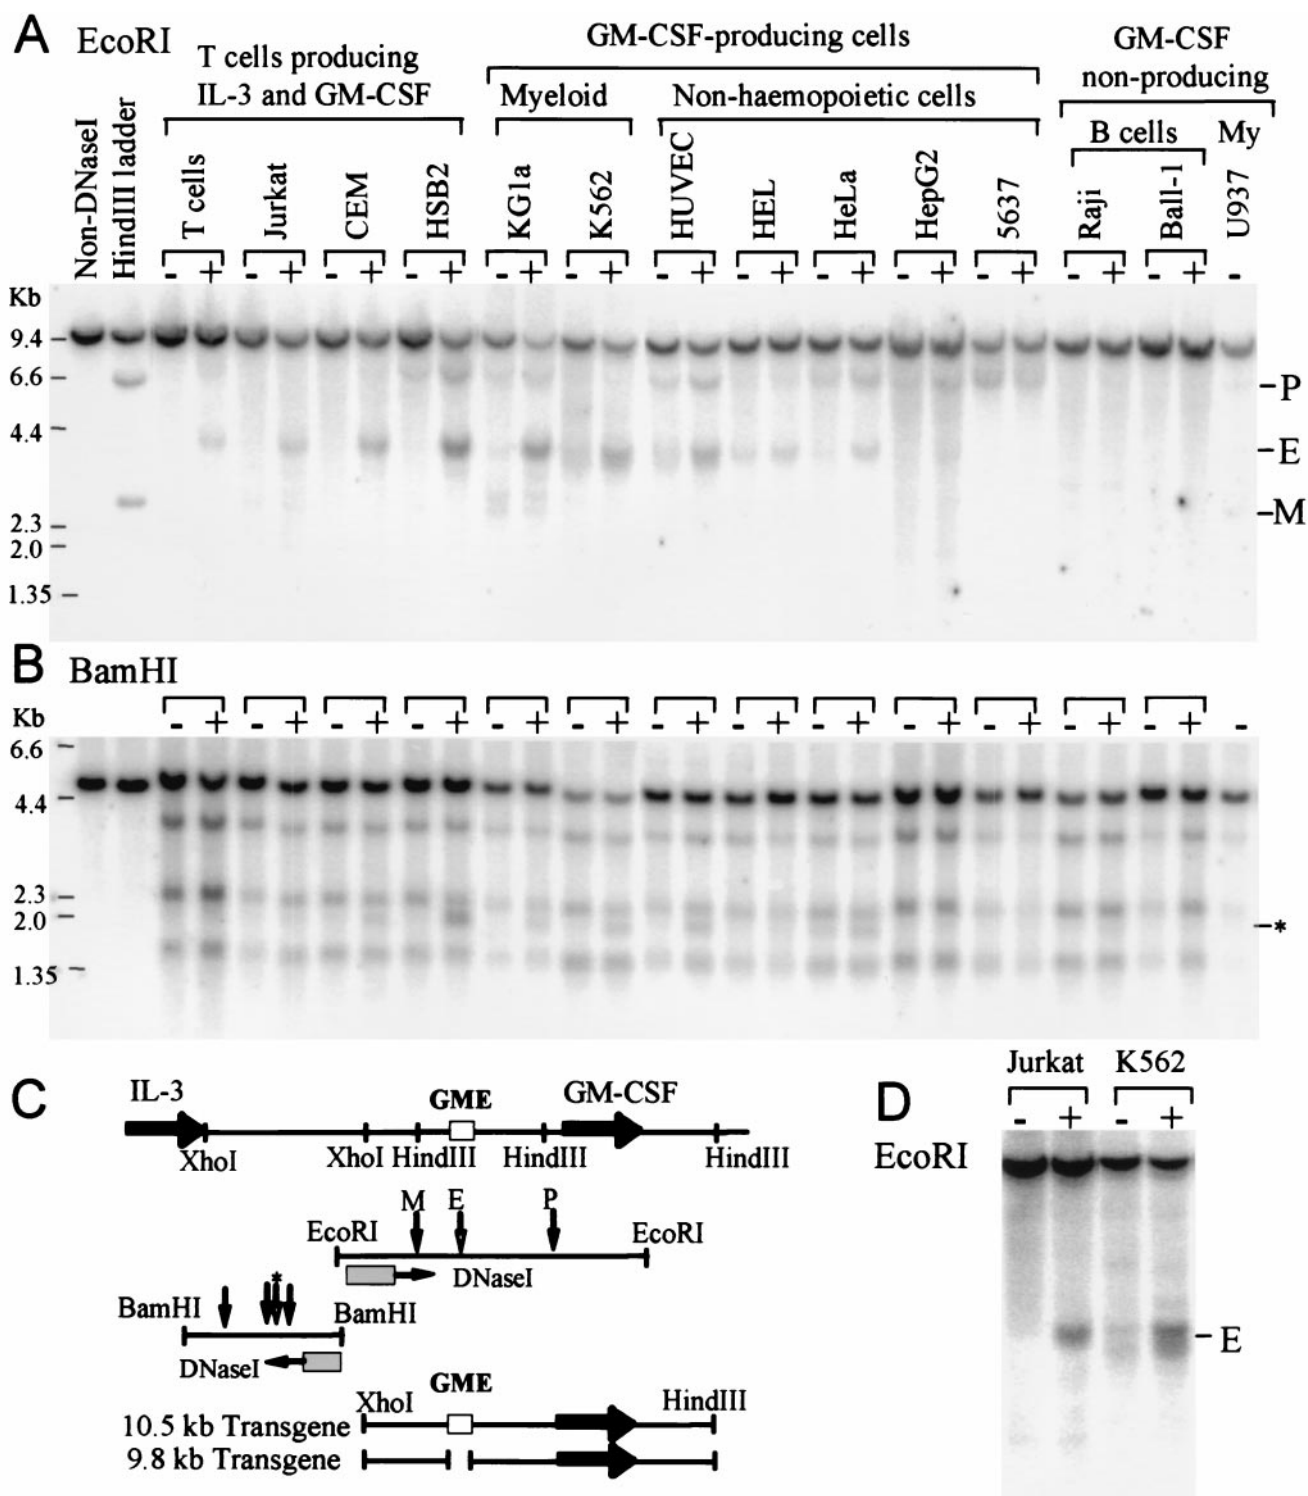 A EcoRI
T cells producing
IL-3 and GM-CSF
GM-CSF-producing cells
GM-CSF
non-producing
Myeloid
Non-haemopoietic cells
B cells
My
Non-DNaseI
HindIII ladder
T cells
Jurkat
CEM
HSB2
KG1a
K562
HUVEC
HEL
HeLa
HepG2
5637
Raji
Ball-1
U937
- + - + - + - + - + - + - + - + - + - + - + - + - + -
Kb
9.4
6.6
4.4
2.3
2.0
1.35
P
E
M
B BamHI
Kb
- + - + - + - + - + - + - + - + - + - + - + - + - + -
6.6
4.4
2.3
2.0
1.35
*
C
IL-3
GME
GM-CSF
XhoI
XhoI HindIII
HindIII
HindIII
M E P
EcoRI
EcoRI
DNaseI
*
BamHI
BamHI
DNaseI
GME
XhoI
HindIII
10.5 kb Transgene
9.8 kb Transgene
D
Jurkat K562
- + - +
EcoRI
E